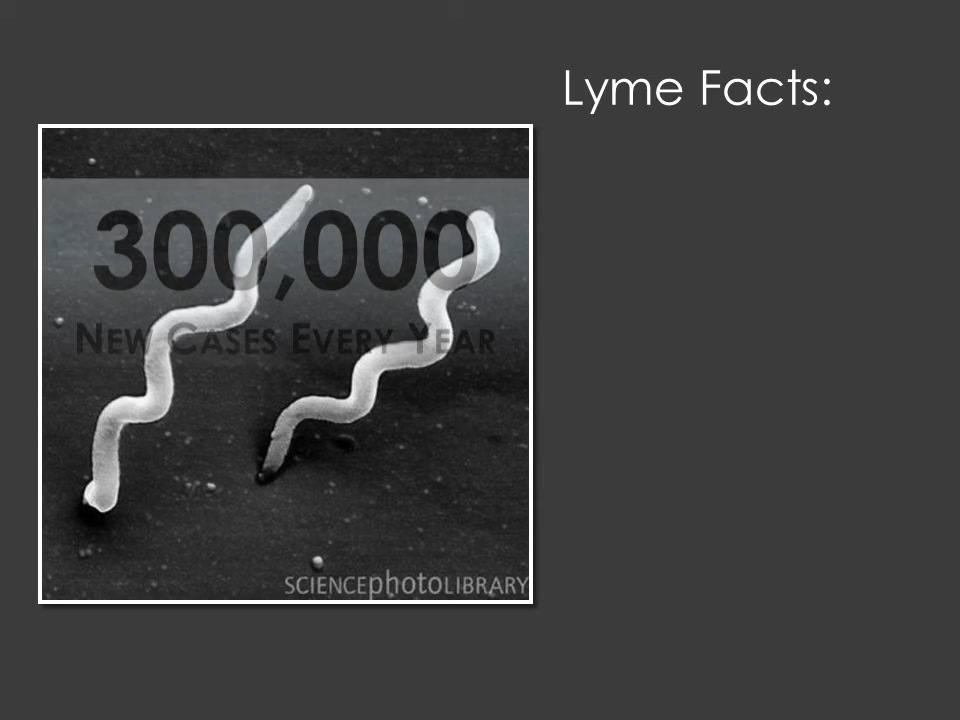 Lyme Facts:
300,000
New Cases Every Year
SCIENCEphotoLIBRARY